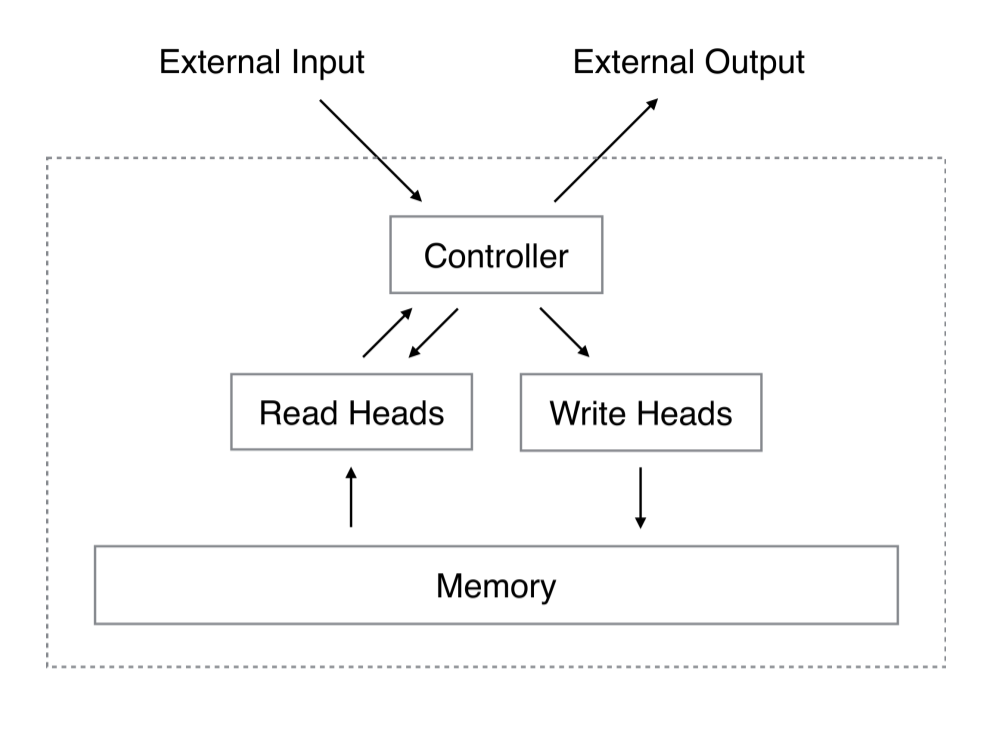 External Input
External Output
Controller
Read Heads
Write Heads
Memory